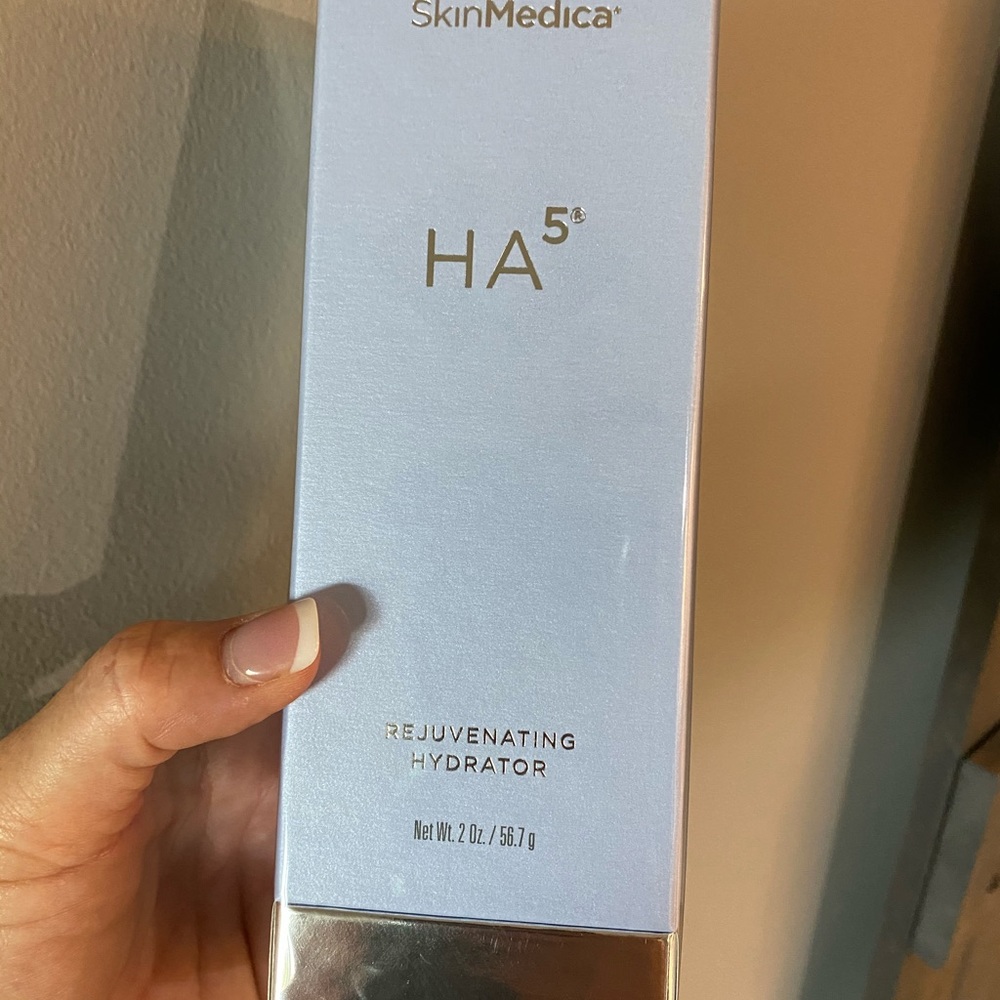 SkinMedica®
HA5®
REJUVENATING
HYDRATOR
Net Wt. 2 Oz. / 56.7 g